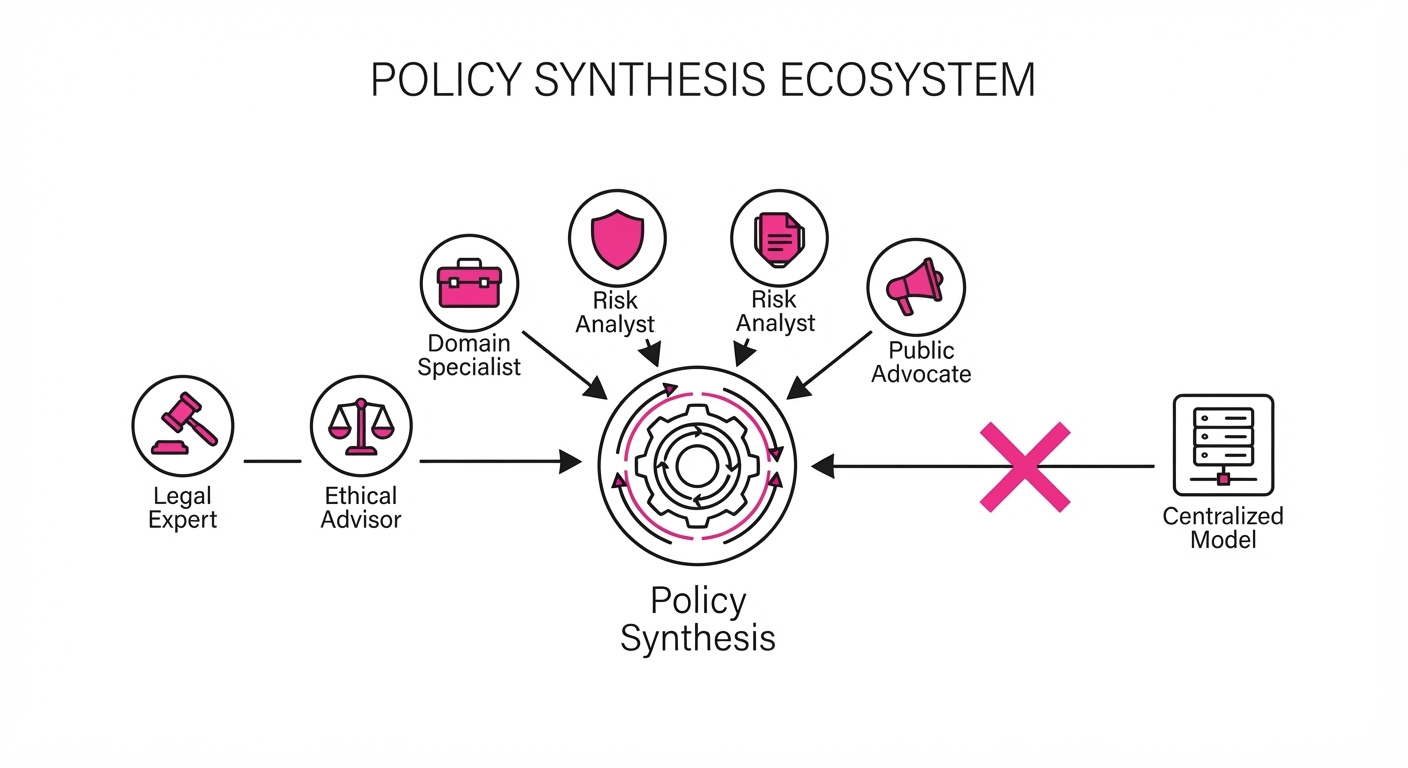 POLICY SYNTHESIS ECOSYSTEM
Risk
Analyst
Risk
Analyst
Domain
Specialist
Public
Advocate
Legal
Expert
Ethical
Advisor
Centralized
Model
Policy
Synthesis